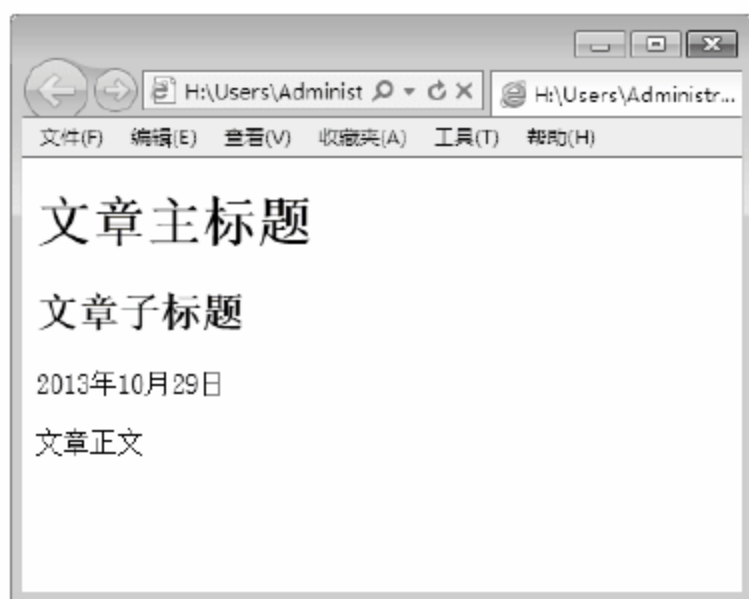 H:\Users\Administ
H:\Users\Administr...
文件(F) 编辑(E) 查看(V) 收藏夹(A) 工具(T) 帮助(H)
文章主标题
文章子标题
2013年10月29日
文章正文